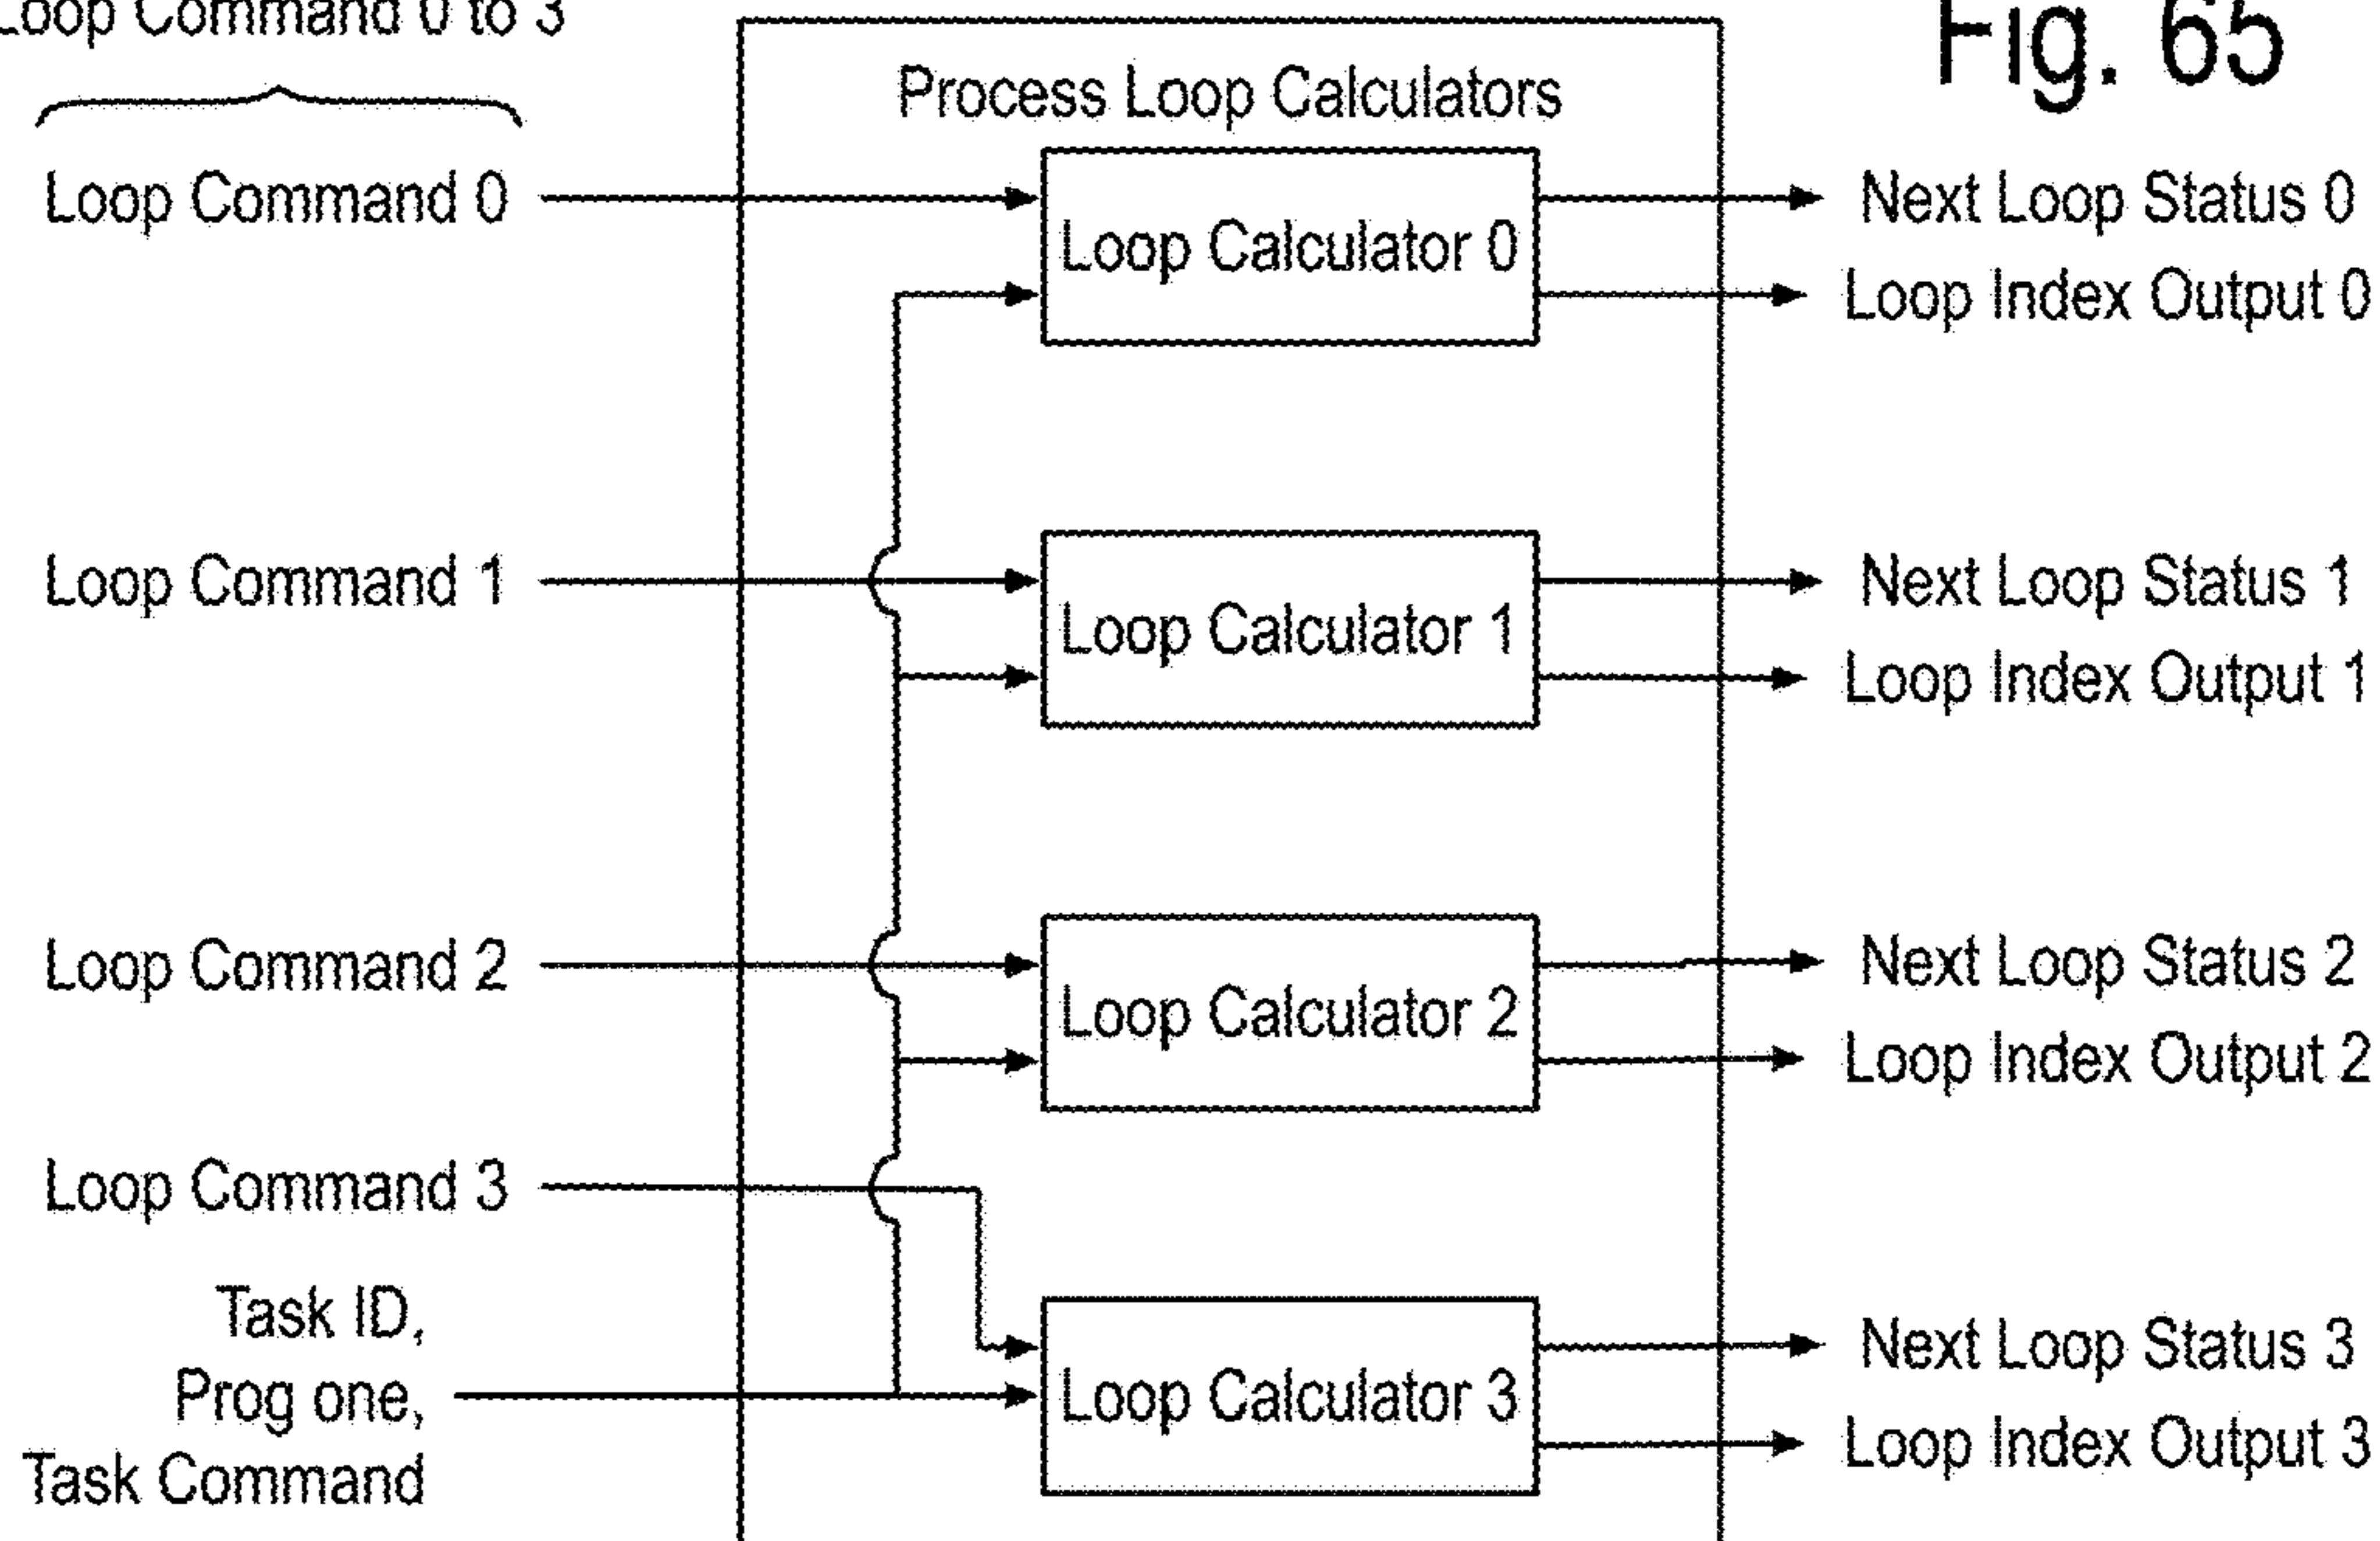 Loop Command 0 to 3
Fig. 65
Process Loop Calculators
Loop Command 0
Loop Calculator 0
Next Loop Status 0
Loop Index Output 0
Loop Command 1
Loop Calculator 1
Next Loop Status 1
Loop Index Output 1
Loop Command 2
Loop Calculator 2
Next Loop Status 2
Loop Index Output 2
Loop Command 3
Task ID,
Prog one,
Task Command
Loop Calculator 3
Next Loop Status 3
Loop Index Output 3